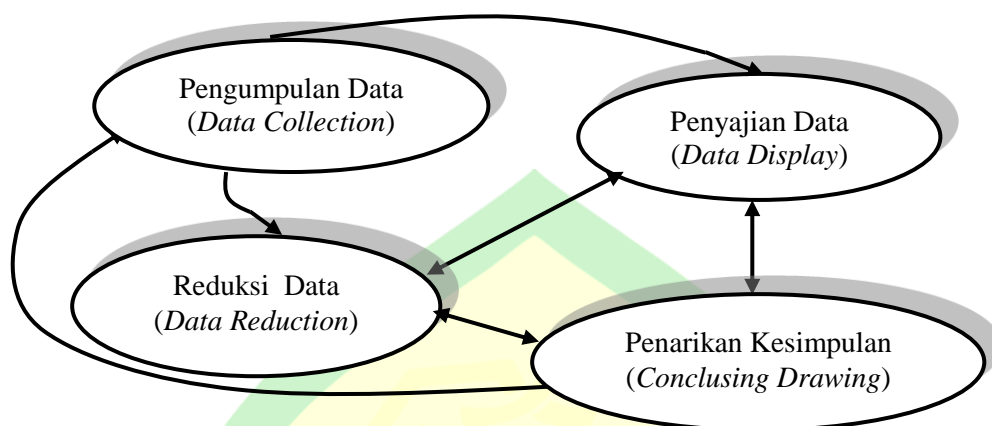 Pengumpulan Data
(Data Collection)
Penyajian Data
(Data Display)
Reduksi  Data
(Data Reduction)
Penarikan Kesimpulan
(Conclusing Drawing)